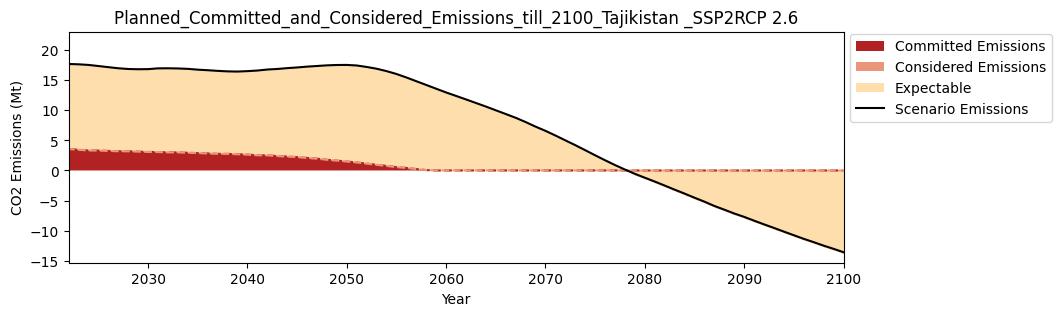 Planned_Committed_and_Considered_Emissions_till_2100_Tajikistan _SSP2RCP 2.6
CO2 Emissions (Mt)
20
15
10
5
0
−5
−10
−15
2030
2040
2050
2060
2070
2080
2090
2100
Year
Committed Emissions
Considered Emissions
Expectable
Scenario Emissions